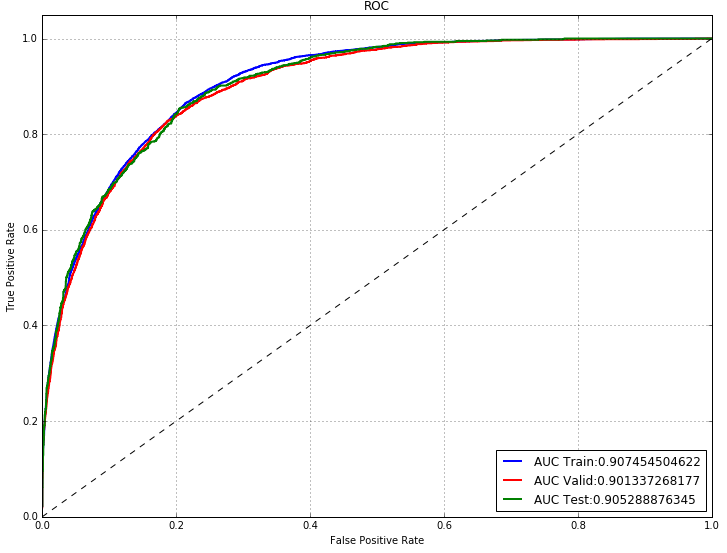 ROC
1.0
0.8
0.6
0.4
0.2
0.0
True Positive Rate
0.0 0.2 0.4 0.6 0.8 1.0
False Positive Rate
AUC Train:0.907454504622
AUC Valid:0.901337268177
AUC Test:0.905288876345